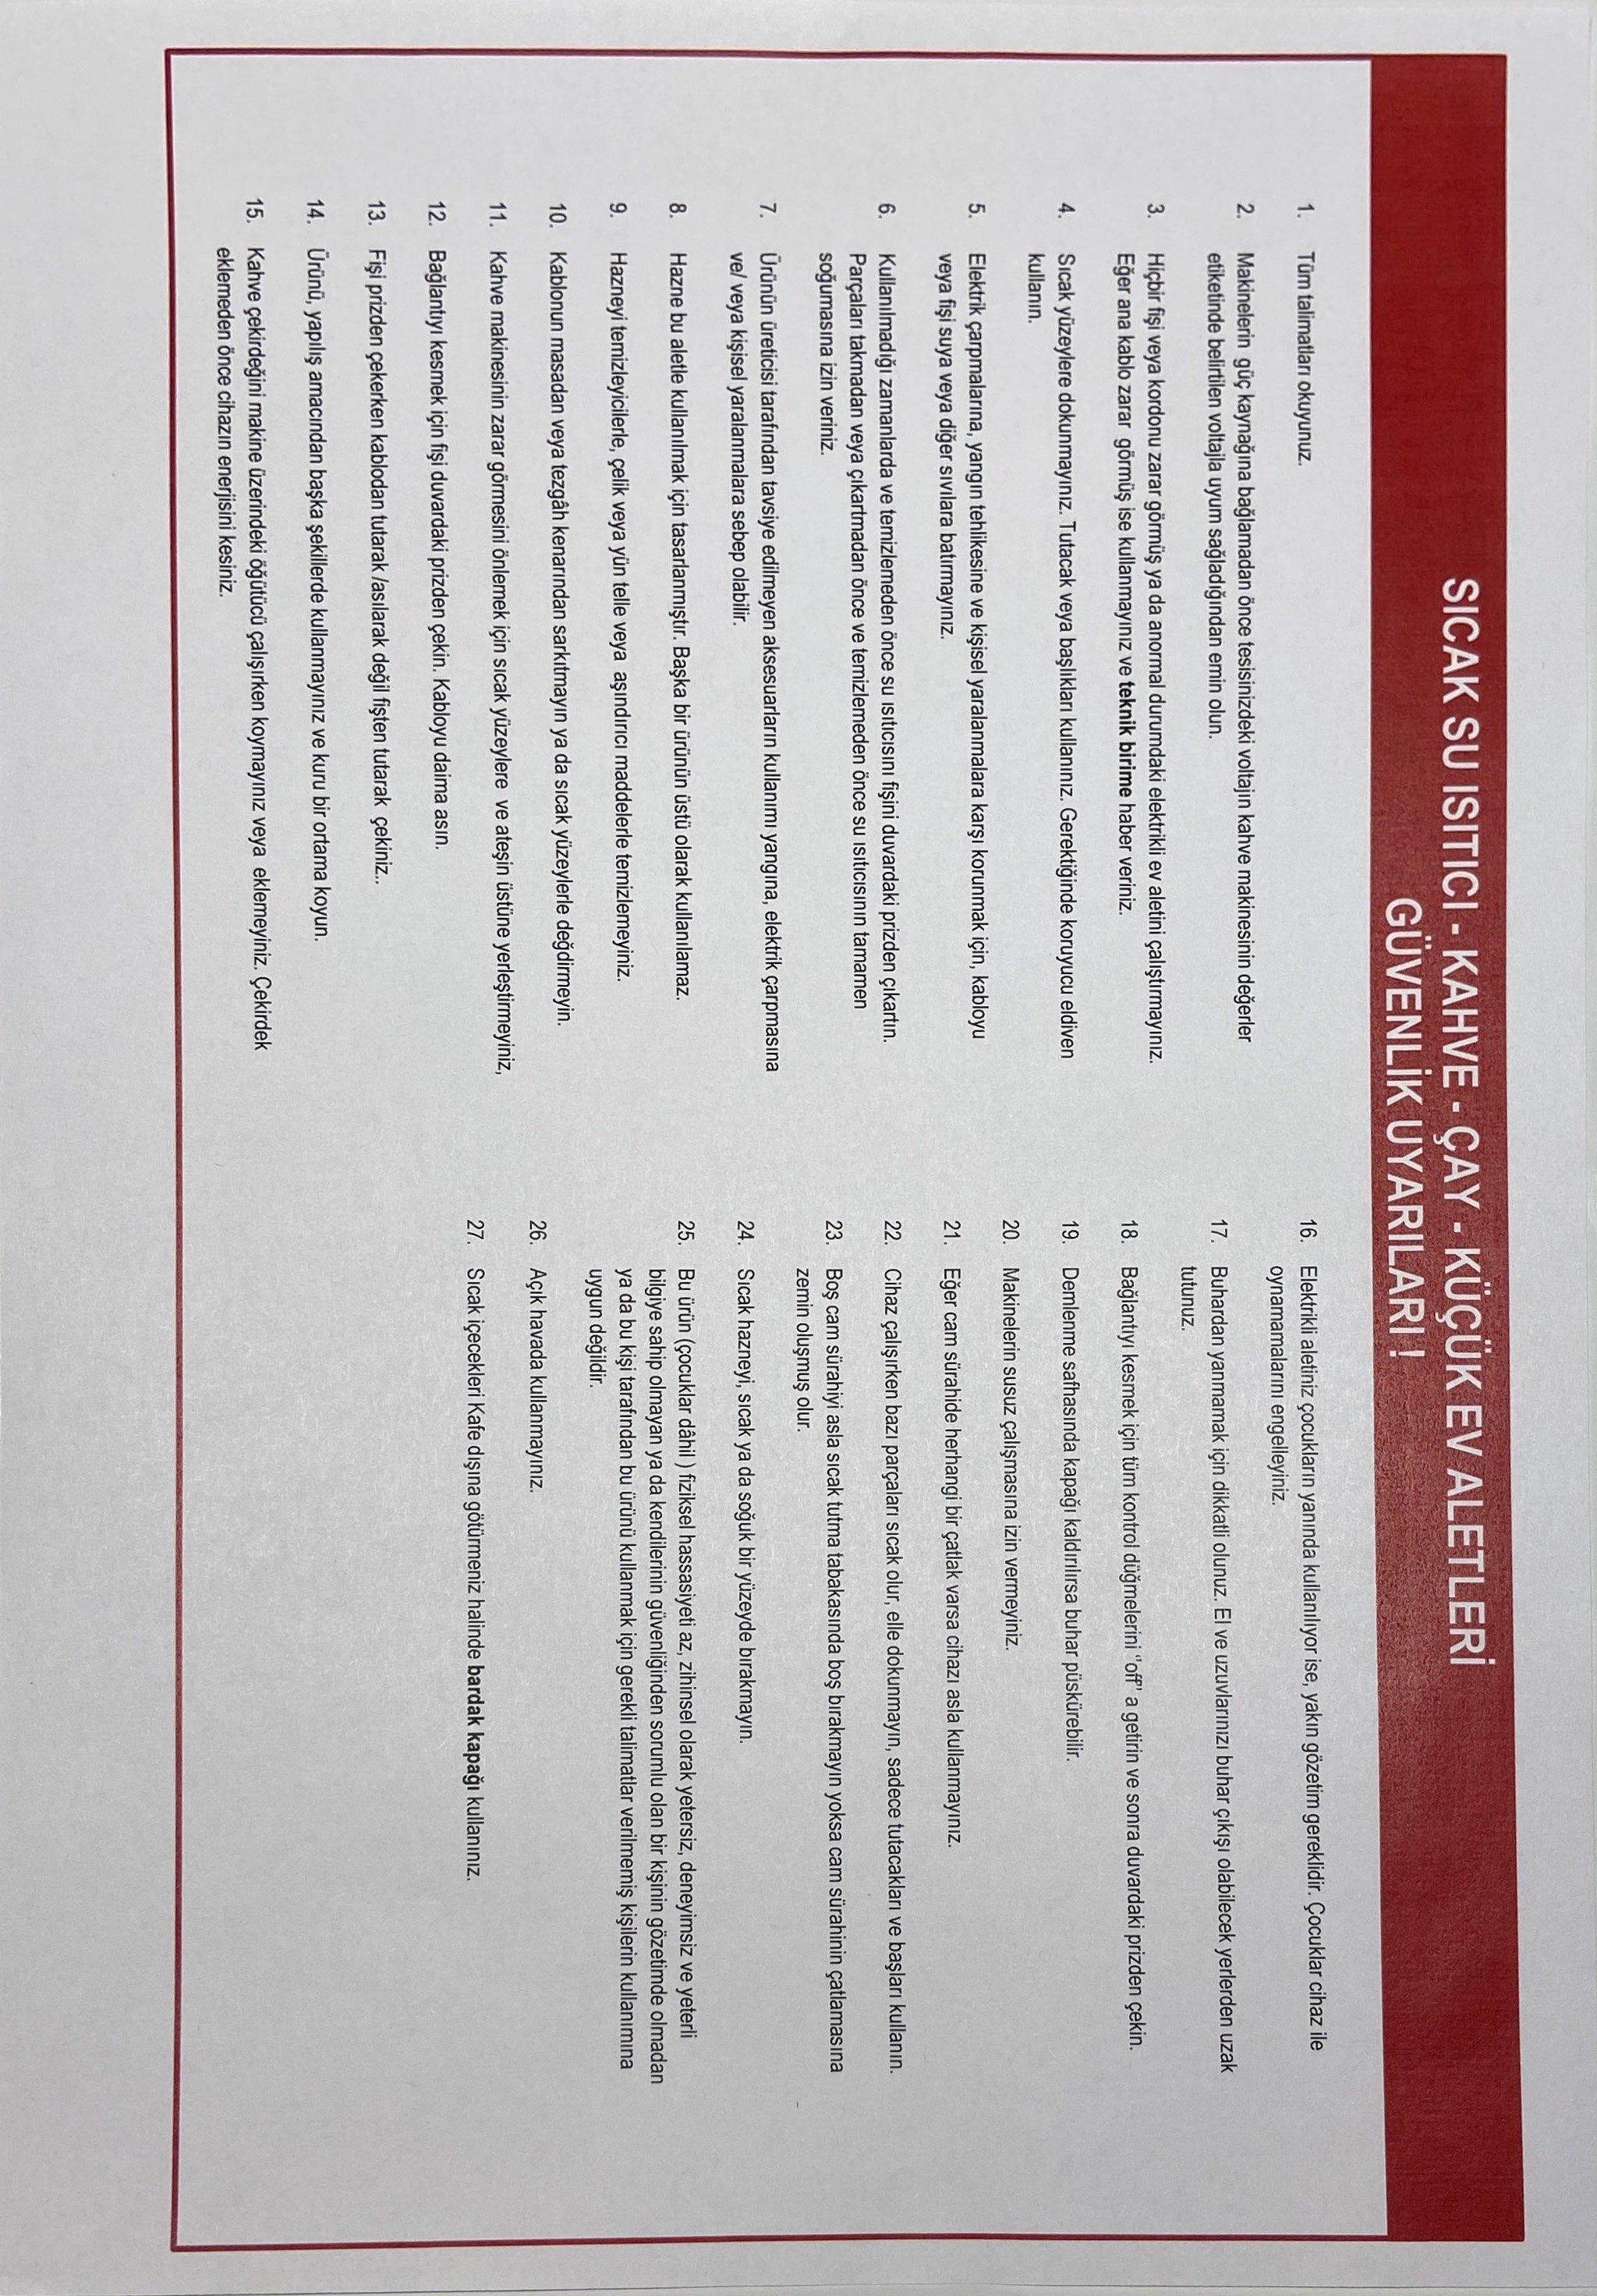 SICAK SU ISITICI - KAHVE - ÇAY - KÜÇÜK EV ALETLERİ
GÜVENLİK UYARILARI !
1. Tüm talimatları okuyunuz.
2. Makinelerin güç kaynağına bağlamadan önce tesisinizdeki voltajın kahve makinesinin değerler
etiketinde belirtilen voltajla uyum sağladığından emin olun.
3. Hiçbir fişi veya kordonu zarar görmüş ya da anormal durumdaki elektrikli ev aletini çalıştırmayınız.
Eğer ana kablo zarar görmüş ise kullanmayınız ve teknik birime haber veriniz.
4. Sıcak yüzeylere dokunmayınız. Tutacak veya başlıkları kullanınız. Gerektiğinde koruyucu eldiven
kullanın.
5. Elektrik çarpmalarına, yangın tehlikesine ve kişisel yaralanmalara karşı korunmak için, kabloyu
veya fişi suya veya diğer sıvılara batırmayınız.
6. Kullanılmadığı zamanlarda ve temizlemeden önce su ısıtıcısını fişini duvardaki prizden çıkartın.
Parçaları takmadan veya çıkartmadan önce ve temizlemeden önce su ısıtıcısının tamamen
soğumasına izin veriniz.
7. Ürünün üreticisi tarafından tavsiye edilmeyen aksesuarların kullanımı yangına, elektrik çarpmasına
ve/ veya kişisel yaralanmalara sebep olabilir.
8. Hazne bu aletle kullanılmak için tasarlanmıştır. Başka bir ürünün üstü olarak kullanılamaz.
9. Hazneyi temizleyicilerle, çelik veya yün telle veya aşındırıcı maddelerle temizlemeyiniz.
10. Kablonun masadan veya tezgâh kenarından sarkıtmayın ya da sıcak yüzeylerle değdirmeyin.
11. Kahve makinesinin zarar görmesini önlemek için sıcak yüzeylere ve ateşin üstüne yerleştirmeyiniz,
12. Bağlantıyı kesmek için fişi duvardaki prizden çekin. Kabloyu daima asın.
13. Fişi prizden çekerken kablodan tutarak /asılarak değil fişten tutarak çekiniz..
14. Ürünü, yapılış amacından başka şekillerde kullanmayınız ve kuru bir ortama koyun.
15. Kahve çekirdeğini makine üzerindeki öğütücü çalışırken koymayınız veya eklemeyiniz. Çekirdek
eklemeden önce cihazın enerjisini kesiniz.
16. Elektrikli aletiniz çocukların yanında kullanılıyor ise, yakın gözetim gereklidir. Çocuklar cihaz ile
oynamamalarını engelleyiniz.
17. Buhardan yanmamak için dikkatli olunuz. El ve uzuvlarınızı buhar çıkışı olabilecek yerlerden uzak
tutunuz.
18. Bağlantıyı kesmek için tüm kontrol düğmelerini ''off'' a getirin ve sonra duvardaki prizden çekin.
19. Demlenme safhasında kapağı kaldırılırsa buhar püskürebilir.
20. Makinelerin susuz çalışmasına izin vermeyiniz.
21. Eğer cam sürahide herhangi bir çatlak varsa cihazı asla kullanmayınız.
22. Cihaz çalışırken bazı parçaları sıcak olur, elle dokunmayın, sadece tutacakları ve başları kullanın.
23. Boş cam sürahiyi asla sıcak tutma tabakasında boş bırakmayın yoksa cam sürahinin çatlamasına
zemin oluşmuş olur.
24. Sıcak hazneyi, sıcak ya da soğuk bir yüzeyde bırakmayın.
25. Bu ürün (çocuklar dâhil ) fiziksel hassasiyeti az, zihinsel olarak yetersiz, deneyimsiz ve yeterli
bilgiye sahip olmayan ya da kendilerinin güvenliğinden sorumlu olan bir kişinin gözetimde olmadan
ya da bu kişi tarafından bu ürünü kullanmak için gerekli talimatlar verilmemiş kişilerin kullanımına
uygun değildir.
26. Açık havada kullanmayınız.
27. Sıcak içecekleri Kafe dışına götürmeniz halinde bardak kapağı kullanınız.